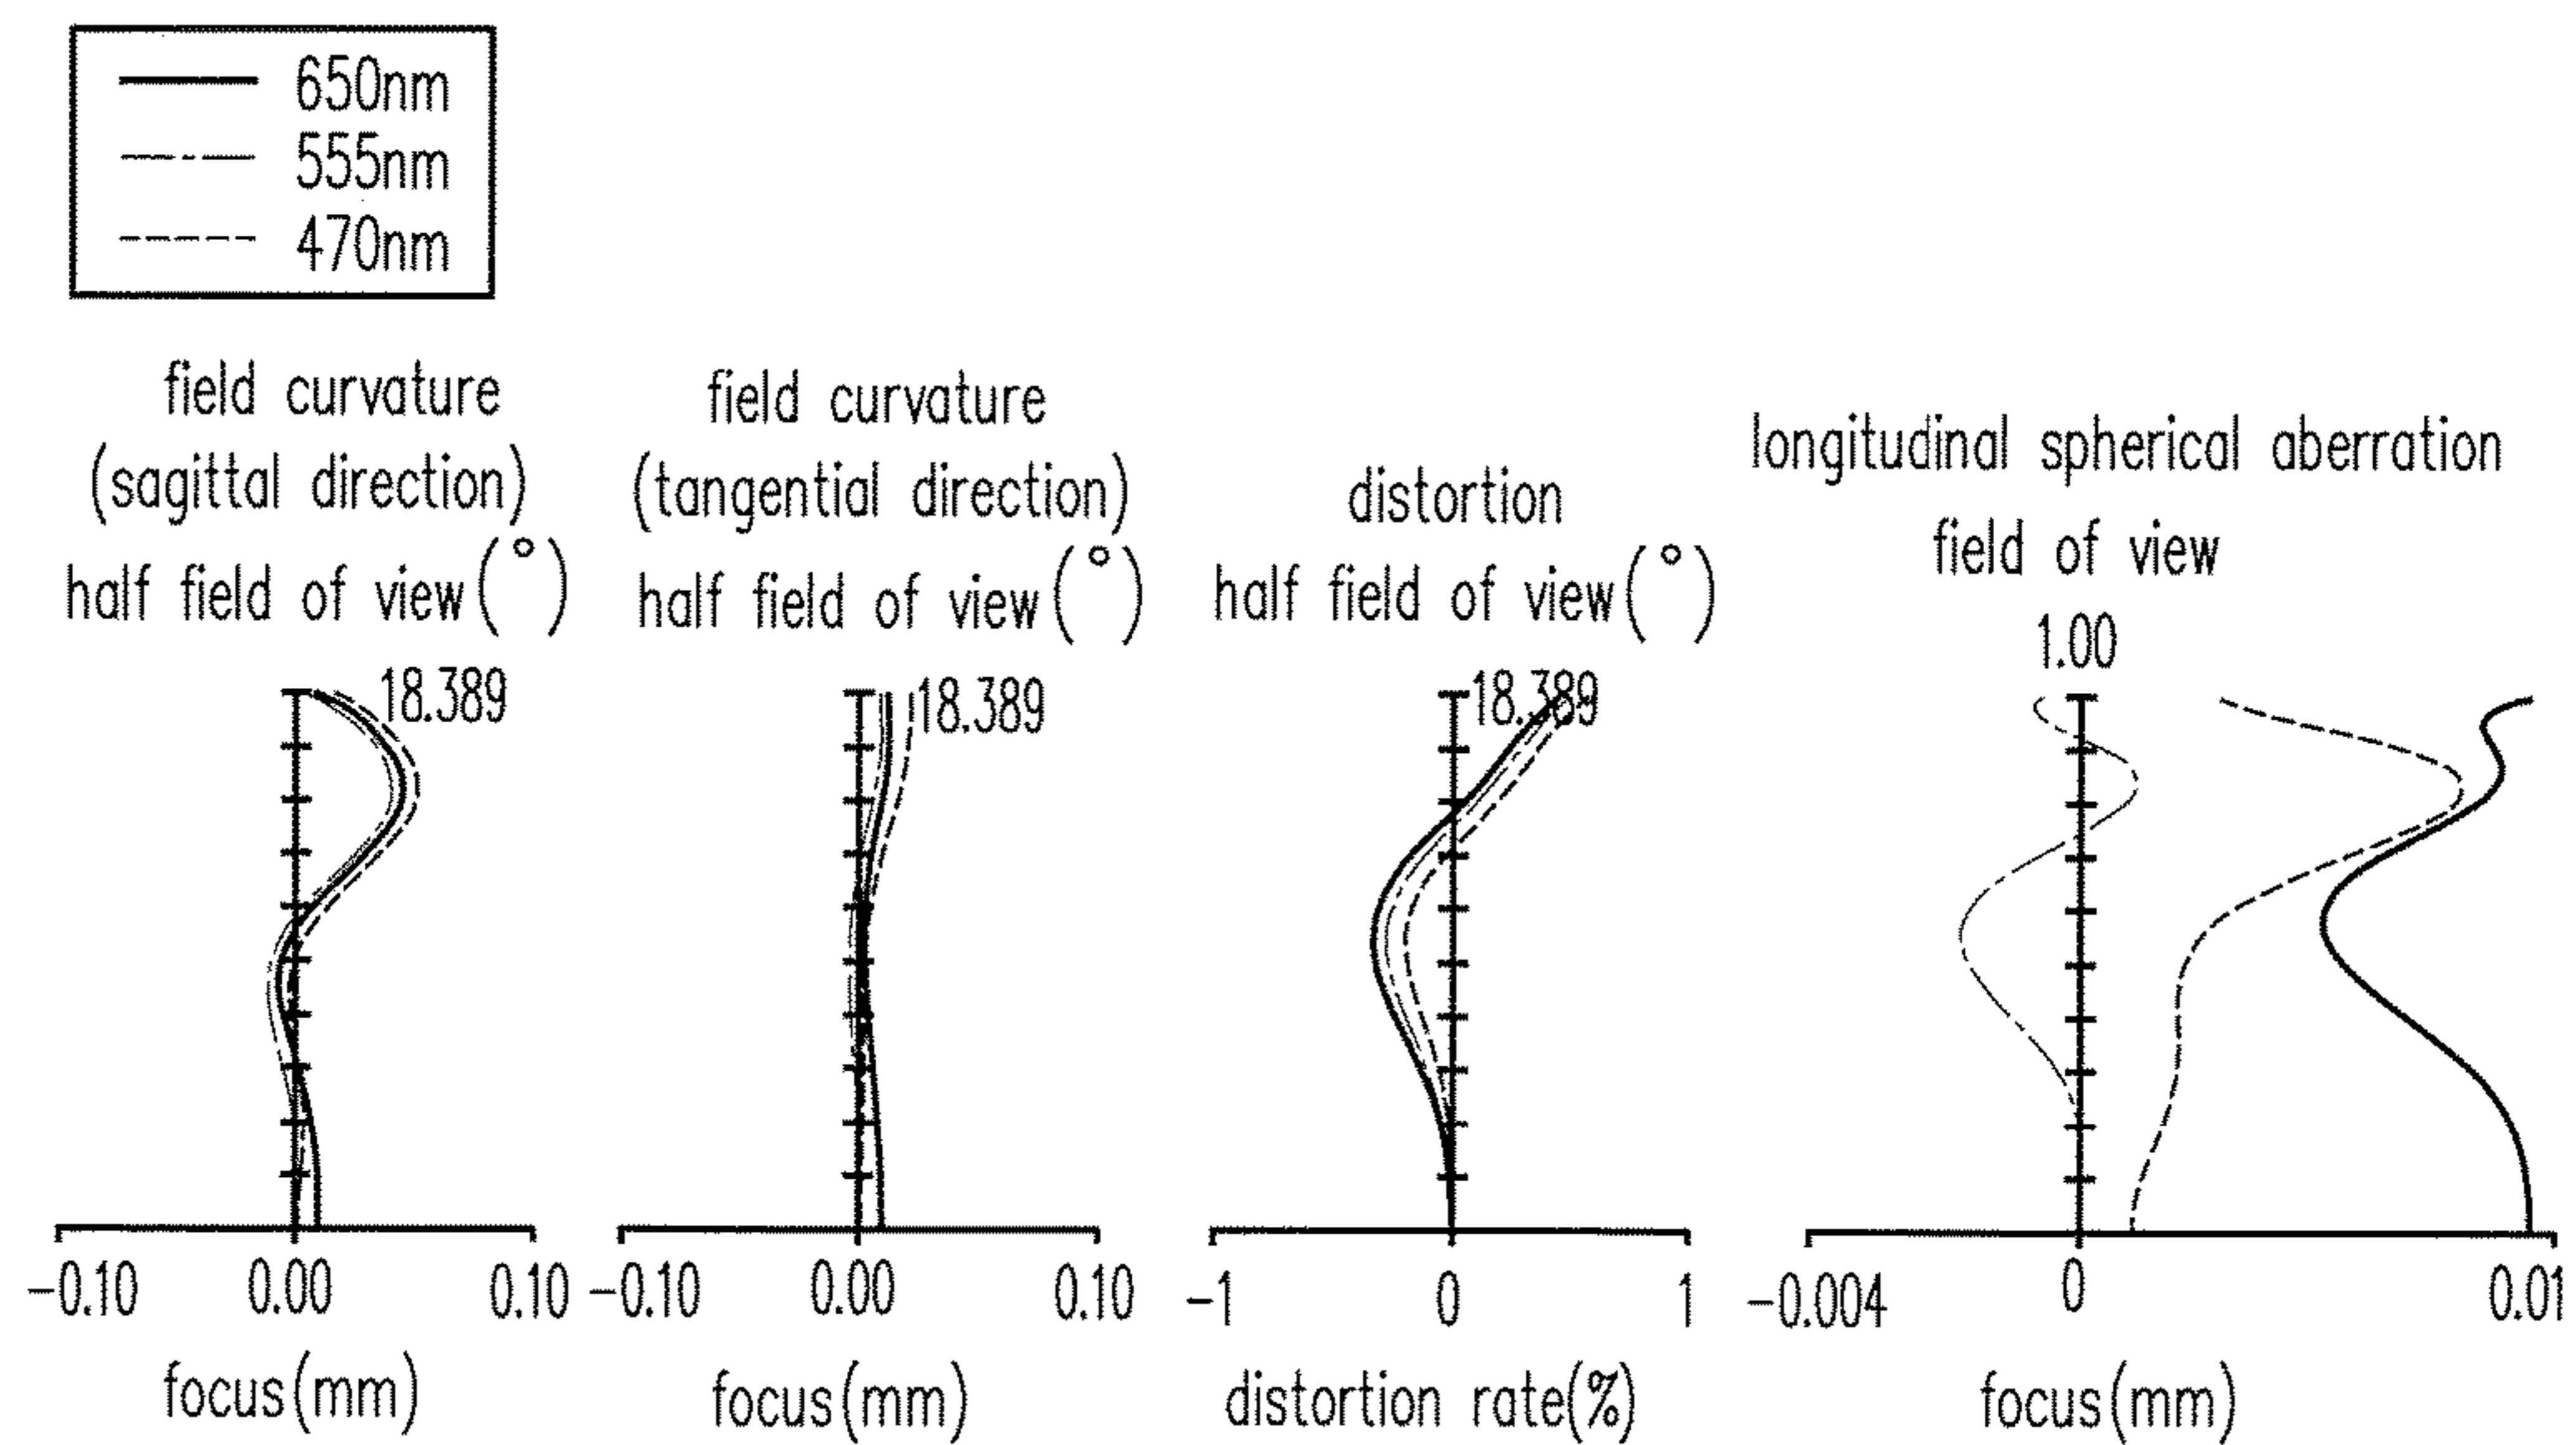 650nm
555nm
470nm
field curvature
(sagittal direction)
half field of view(°)
18.389
-0.10 0.00 0.10
focus(mm)
field curvature
(tangential direction)
half field of view(°)
18.389
-0.10 0.00 0.10
focus(mm)
distortion
half field of view(°)
18.389
-1 0 1
distortion rate(%)
longitudinal spherical aberration
field of view
1.00
-0.004 0 0.01
focus(mm)